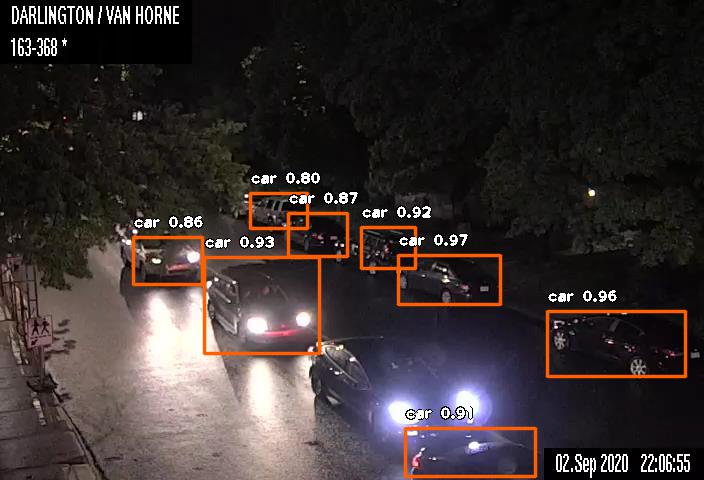 DARLINGTON / VAN HORNE
163-368 *
car 0.80
car 0.87
car 0.92
car 0.86
car 0.93
car 0.97
car 0.96
car 0.91
02.Sep 2020 22:06:55